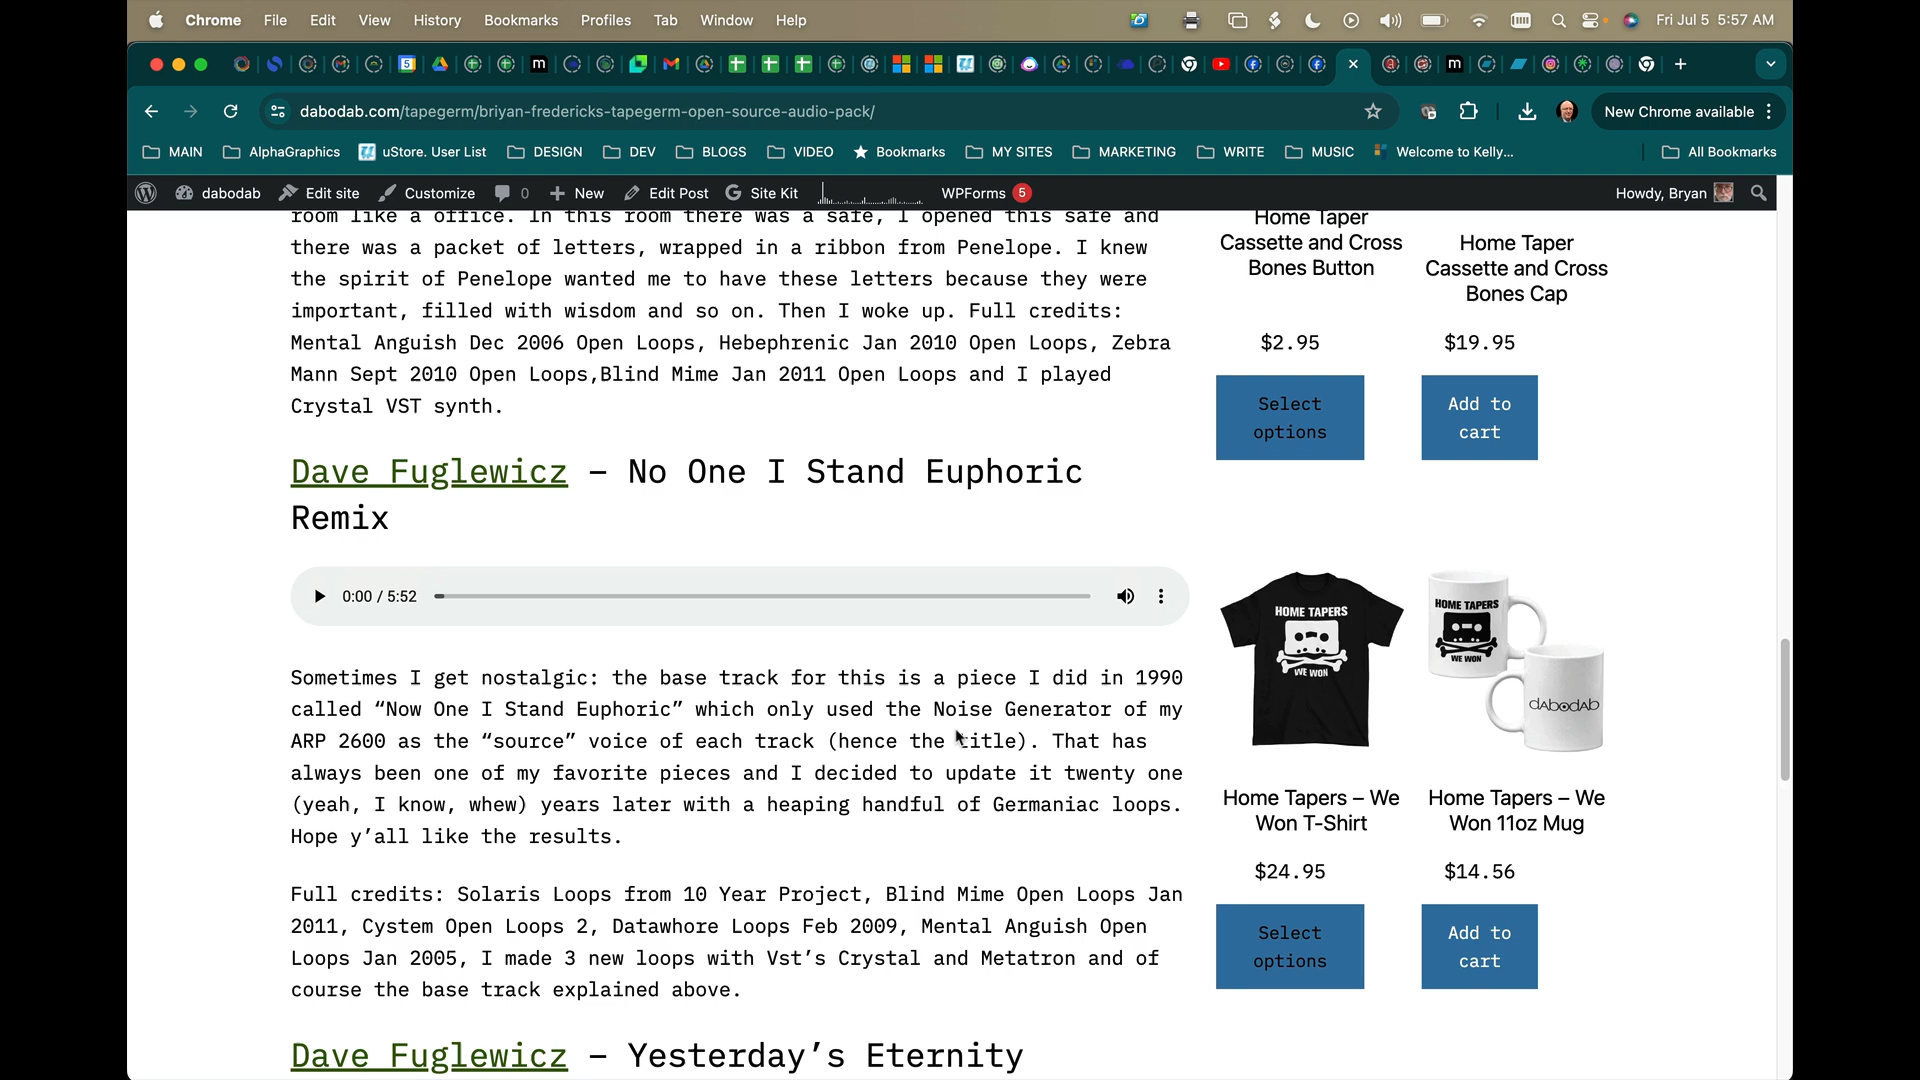 Chrome File Edit View History Bookmarks Profiles Tab Window Help
Fri Jul 5 5:57 AM
dabodab.com/tapegerm/briyan-fredericks-tapegerm-open-source-audio-pack/
New Chrome available
MAIN AlphaGraphics uStore. User List DESIGN DEV BLOGS VIDEO Bookmarks MY SITES MARKETING WRITE MUSIC Welcome to Kelly... All Bookmarks
dabodab Edit site Customize 0 New Edit Post Site Kit WPForms 5 Howdy, Bryan
room like a office. In this room there was a safe, I opened this safe and
there was a packet of letters, wrapped in a ribbon from Penelope. I knew
the spirit of Penelope wanted me to have these letters because they were
important, filled with wisdom and so on. Then I woke up. Full credits:
Mental Anguish Dec 2006 Open Loops, Hebephrenic Jan 2010 Open Loops, Zebra
Mann Sept 2010 Open Loops,Blind Mime Jan 2011 Open Loops and I played
Crystal VST synth.
Dave Fuglewicz – No One I Stand Euphoric
Remix
0:00 / 5:52
Sometimes I get nostalgic: the base track for this is a piece I did in 1990
called “Now One I Stand Euphoric” which only used the Noise Generator of my
ARP 2600 as the “source” voice of each track (hence the title). That has
always been one of my favorite pieces and I decided to update it twenty one
(yeah, I know, whew) years later with a heaping handful of Germaniac loops.
Hope y’all like the results.
Full credits: Solaris Loops from 10 Year Project, Blind Mime Open Loops Jan
2011, Cystem Open Loops 2, Datawhore Loops Feb 2009, Mental Anguish Open
Loops Jan 2005, I made 3 new loops with Vst’s Crystal and Metatron and of
course the base track explained above.
Dave Fuglewicz – Yesterday’s Eternity
Home Taper
Cassette and Cross
Bones Button
$2.95
Select
options
Home Taper
Cassette and Cross
Bones Cap
$19.95
Add to
cart
HOME TAPERS
WE WON
Home Tapers – We
Won T-Shirt
$24.95
Select
options
HOME TAPERS
WE WON
dabodab
Home Tapers – We
Won 11oz Mug
$14.56
Add to
cart